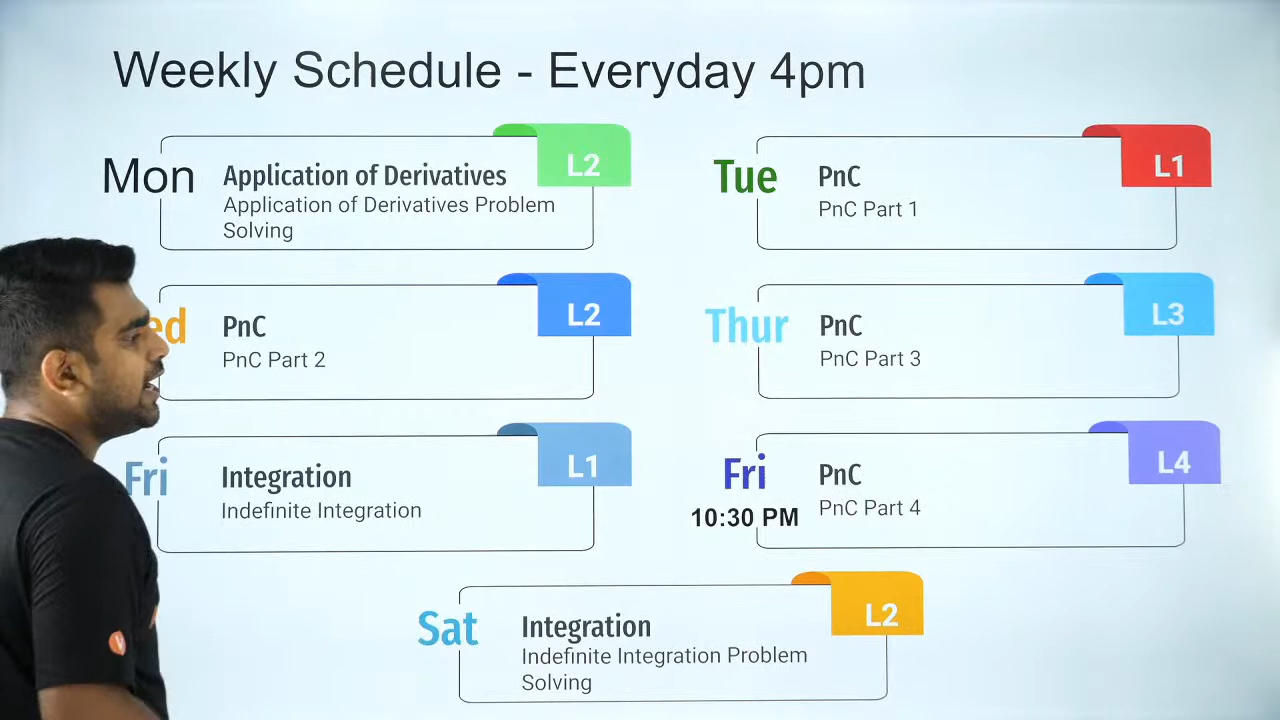 Weekly Schedule - Everyday 4pm
Mon
L2
Application of Derivatives
Application of Derivatives Problem
Solving
Tue
L1
PnC
PnC Part 1
L2
PnC
PnC Part 2
Thur
L3
PnC
PnC Part 3
Fri
L1
Integration
Indefinite Integration
Fri
10:30 PM
L4
PnC
PnC Part 4
Sat
L2
Integration
Indefinite Integration Problem
Solving